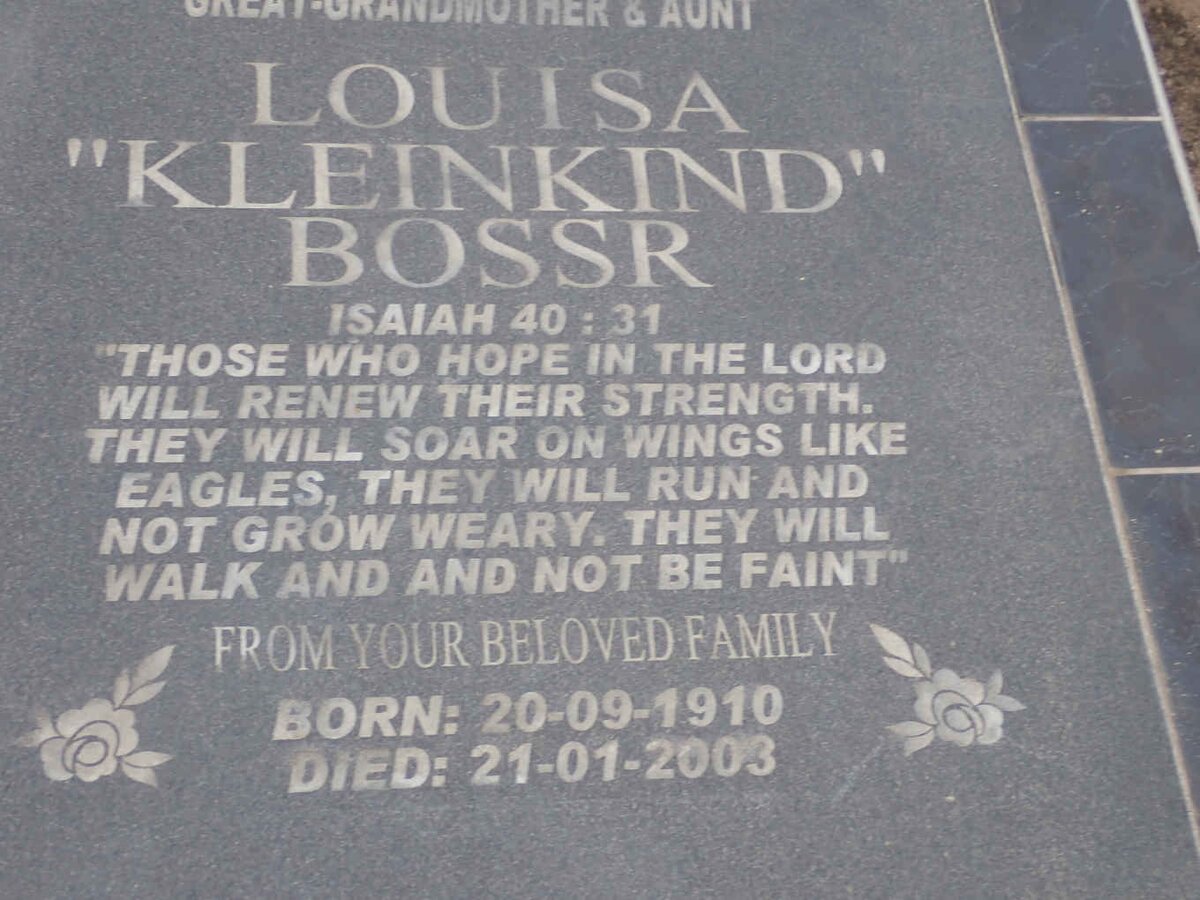 GREAT-GRANDMOTHER & AUNT
LOUISA
"KLEINKIND"
BOSSR
ISAIAH 40 : 31
"THOSE WHO HOPE IN THE LORD
WILL RENEW THEIR STRENGTH.
THEY WILL SOAR ON WINGS LIKE
EAGLES, THEY WILL RUN AND
NOT GROW WEARY. THEY WILL
WALK AND AND NOT BE FAINT"
FROM YOUR BELOVED FAMILY
BORN: 20-09-1910
DIED: 21-01-2003